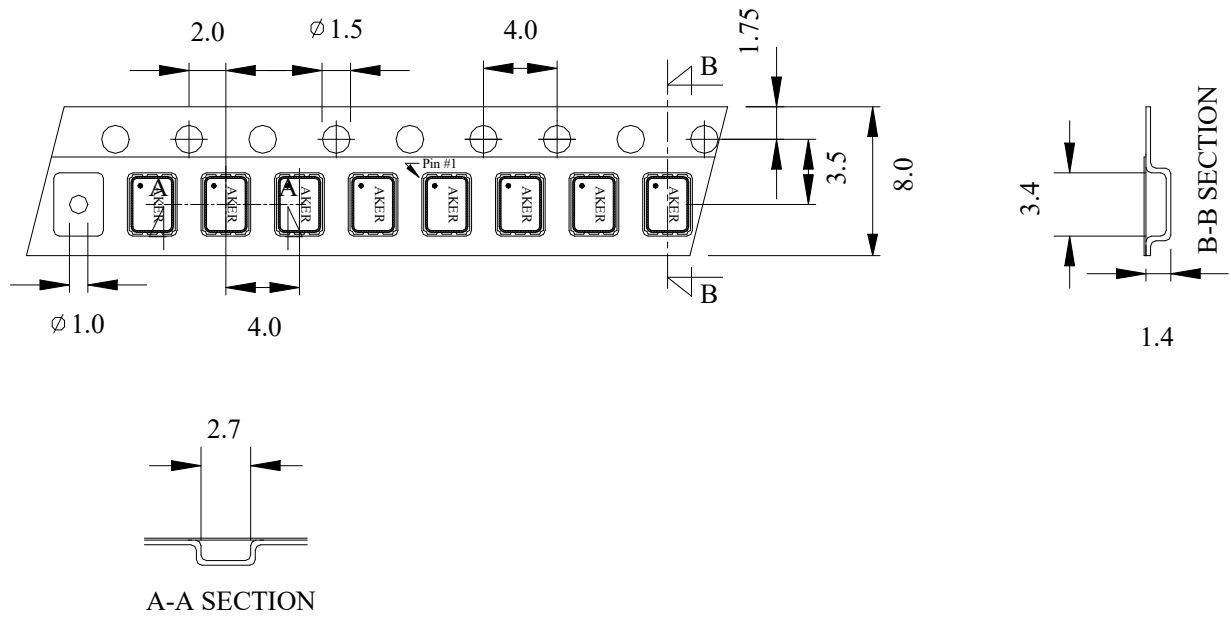 2.0
∅ 1.5
4.0
1.75
B
Pin #1
A
A
AKER
AKER
AKER
AKER
AKER
AKER
AKER
AKER
3.5
8.0
3.4
B-B SECTION
B
∅ 1.0
4.0
1.4
2.7
A-A SECTION